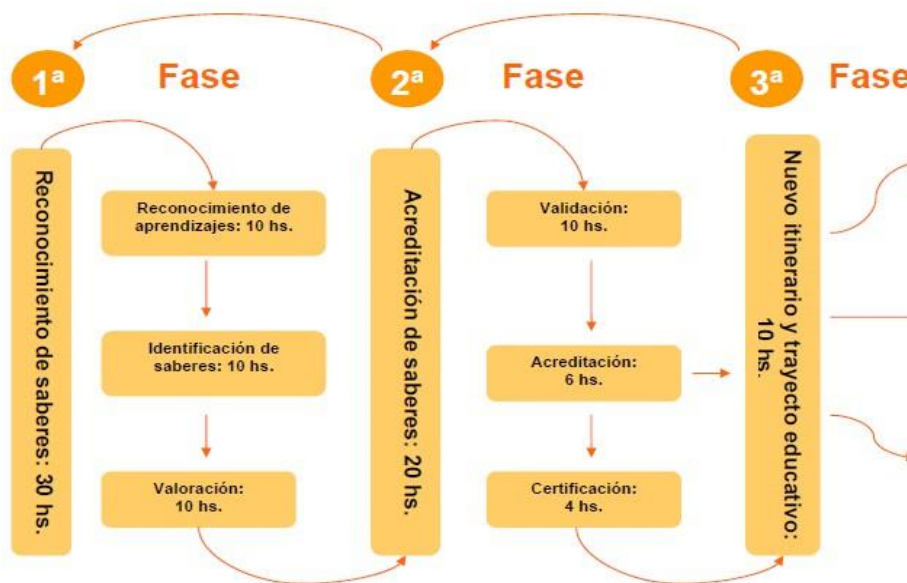 1ª
Fase
2ª
Fase
3ª
Fase
Reconocimiento de saberes: 30 hs.
Reconocimiento de
aprendizajes: 10 hs.
Identificación de
saberes: 10 hs.
Valoración:
10 hs.
Acreditación de saberes: 20 hs.
Validación:
10 hs.
Acreditación:
6 hs.
Certificación:
4 hs.
Nuevo itinerario y trayecto educativo:
10 hs.